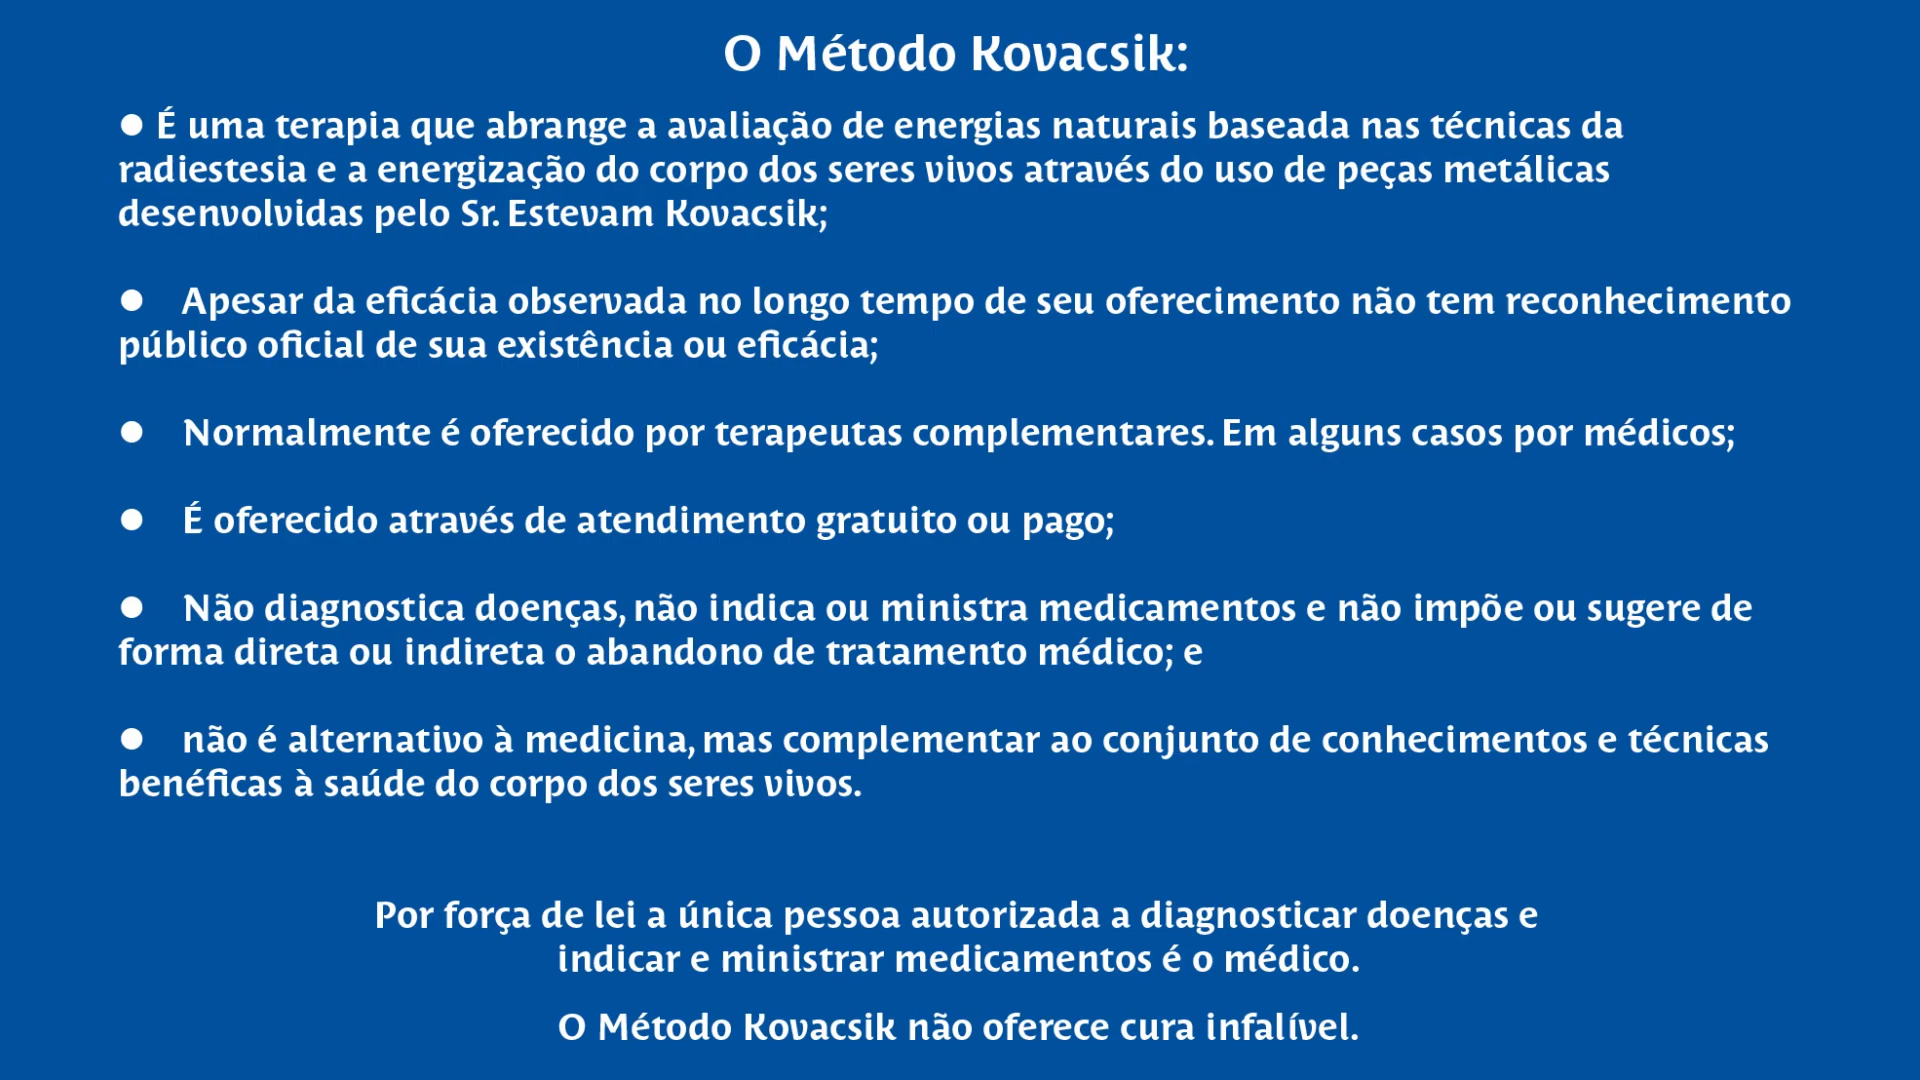 O Método Kovacsik:
● É uma terapia que abrange a avaliação de energias naturais baseada nas técnicas da
radiestesia e a energização do corpo dos seres vivos através do uso de peças metálicas
desenvolvidas pelo Sr. Estevam Kovacsik;
● Apesar da eficácia observada no longo tempo de seu oferecimento não tem reconhecimento
público oficial de sua existência ou eficácia;
● Normalmente é oferecido por terapeutas complementares. Em alguns casos por médicos;
● É oferecido através de atendimento gratuito ou pago;
● Não diagnostica doenças, não indica ou ministra medicamentos e não impõe ou sugere de
forma direta ou indireta o abandono de tratamento médico; e
● não é alternativo à medicina, mas complementar ao conjunto de conhecimentos e técnicas
benéficas à saúde do corpo dos seres vivos.
Por força de lei a única pessoa autorizada a diagnosticar doenças e
indicar e ministrar medicamentos é o médico.
O Método Kovacsik não oferece cura infalível.